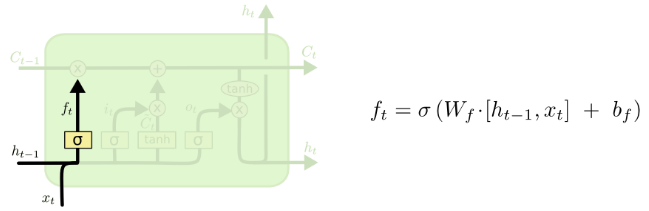 h_t
C_{t-1} × + C_t
tanh
f_t i_t × o_t ×
C̃_t
σ σ tanh σ
h_{t-1} h_t
x_t
f_t = σ (W_f · [h_{t-1}, x_t] + b_f)